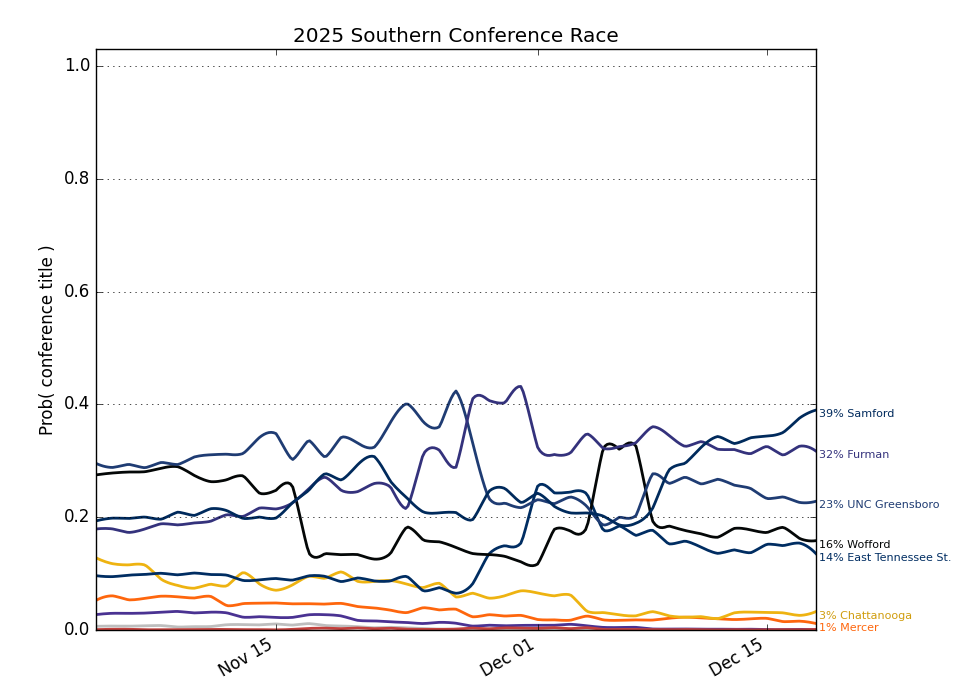 2025 Southern Conference Race
1.0
0.8
0.6
0.4
0.2
0.0
Prob( conference title )
Nov 15
Dec 01
Dec 15
39% Samford
32% Furman
23% UNC Greensboro
16% Wofford
14% East Tennessee St.
3% Chattanooga
1% Mercer